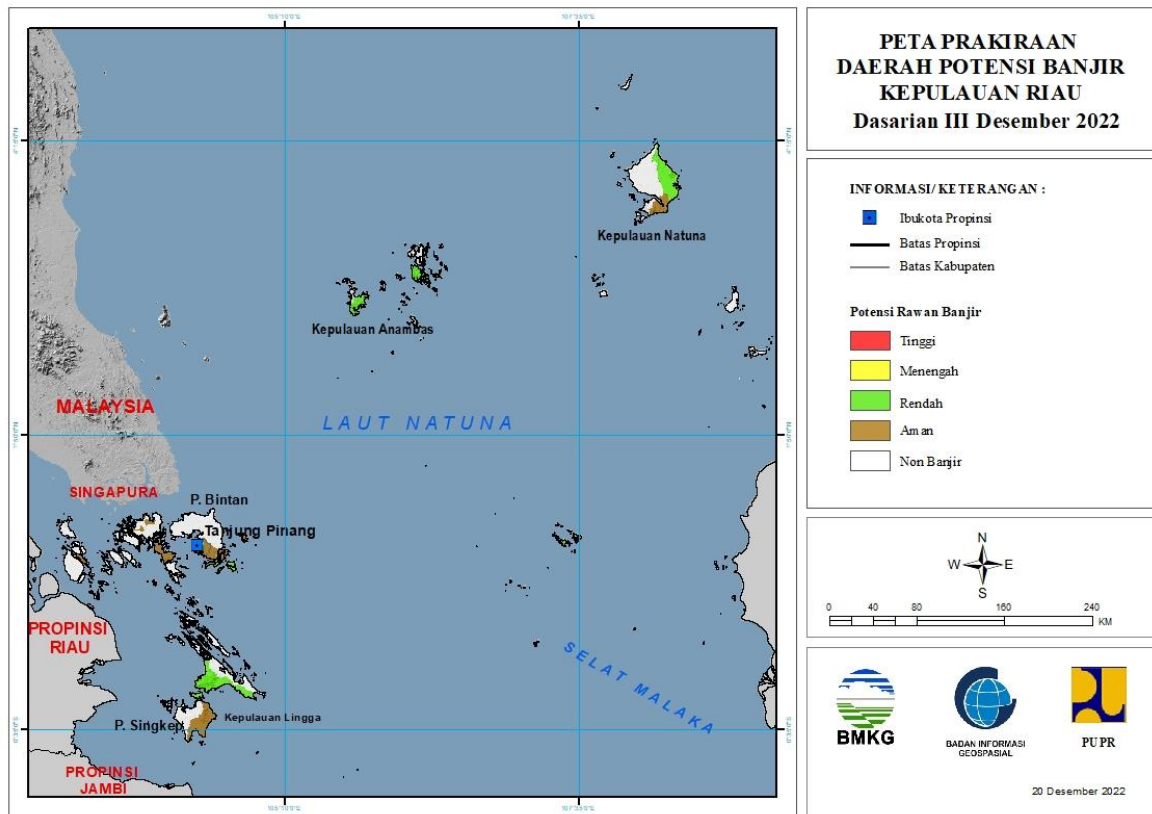 PETA PRAKIRAAN
DAERAH POTENSI BANJIR
KEPULAUAN RIAU
Dasarian III Desember 2022
INFORMASI/ KETERANGAN :
Ibukota Propinsi
Batas Propinsi
Batas Kabupaten
Potensi Rawan Banjir
Tinggi
Menengah
Rendah
Aman
Non Banjir
N
W E
S
0 40 80 160 240
KM
BMKG
BADAN INFORMASI
GEOSPASIAL
PUPR
20 Desember 2022
Kepulauan Natuna
Kepulauan Anambas
MALAYSIA
LAUT NATUNA
SINGAPURA
P. Bintan
Tanjung Pinang
PROPINSI
RIAU
SELAT MALAKA
Kepulauan Lingga
P. Singkep
PROPINSI
JAMBI